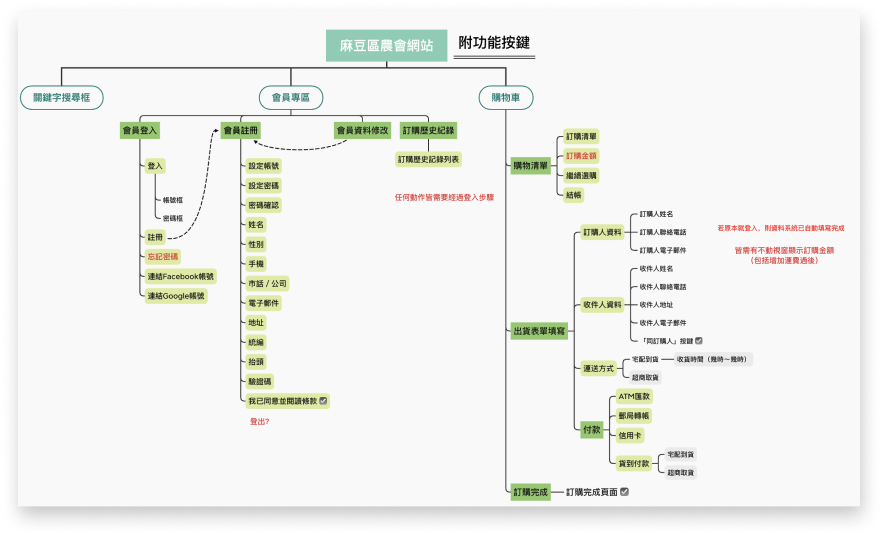 麻豆區農會網站
附功能按鍵
關鍵字搜尋框
會員專區
購物車
會員登入
會員註冊
會員資料修改
訂購歷史紀錄
登入
帳號框
密碼框
註冊
忘記密碼
連結Facebook帳號
連結Google帳號
設定帳號
設定密碼
密碼確認
姓名
性別
手機
市話 / 公司
電子郵件
地址
統編
抬頭
驗證碼
我已同意並閱讀條款
登出?
訂購歷史記錄列表
任何動作皆需要經過登入步驟
購物清單
訂購清單
訂購金額
繼續選購
結帳
出貨表單填寫
訂購人資料
訂購人姓名
訂購人聯絡電話
訂購人電子郵件
若原本就登入，則資料系統已自動填寫完成
皆需有不動視窗顯示訂購金額
（包括增加運費過後）
收件人資料
收件人姓名
收件人聯絡電話
收件人地址
收件人電子郵件
「同訂購人」按鍵
運送方式
宅配到貨
收貨時間（幾時～幾時）
超商取貨
付款
ATM匯款
郵局轉帳
信用卡
貨到付款
宅配到貨
超商取貨
訂購完成
訂購完成頁面